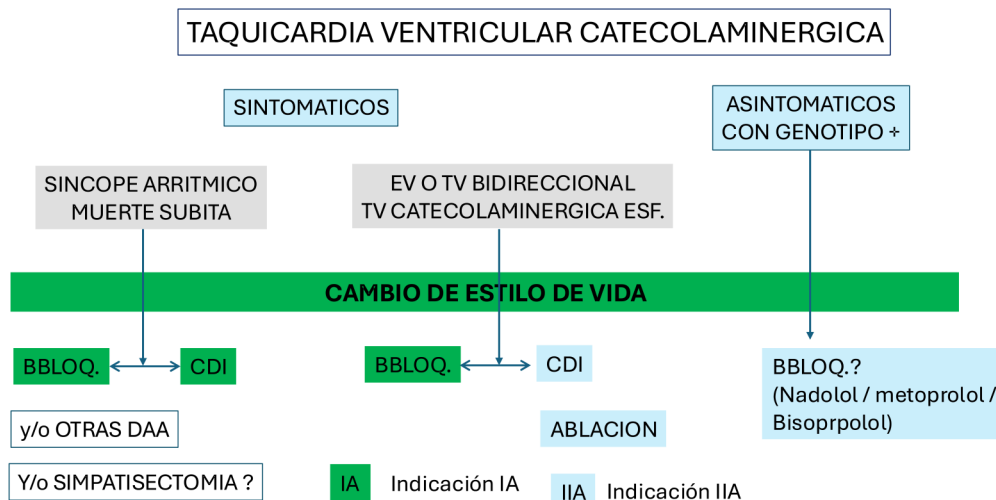 TAQUICARDIA VENTRICULAR CATECOLAMINERGICA
SINTOMATICOS
ASINTOMATICOS
CON GENOTIPO +
SINCOPE ARRITMICO
MUERTE SUBITA
EV O TV BIDIRECCIONAL
TV CATECOLAMINERGICA ESF.
CAMBIO DE ESTILO DE VIDA
BBLOQ.
CDI
BBLOQ.
CDI
BBLOQ.?
(Nadolol / metoprolol /
Bisoprpolol)
y/o OTRAS DAA
ABLACION
Y/o SIMPATISECTOMIA ?
IA Indicación IA
IIA Indicación IIA